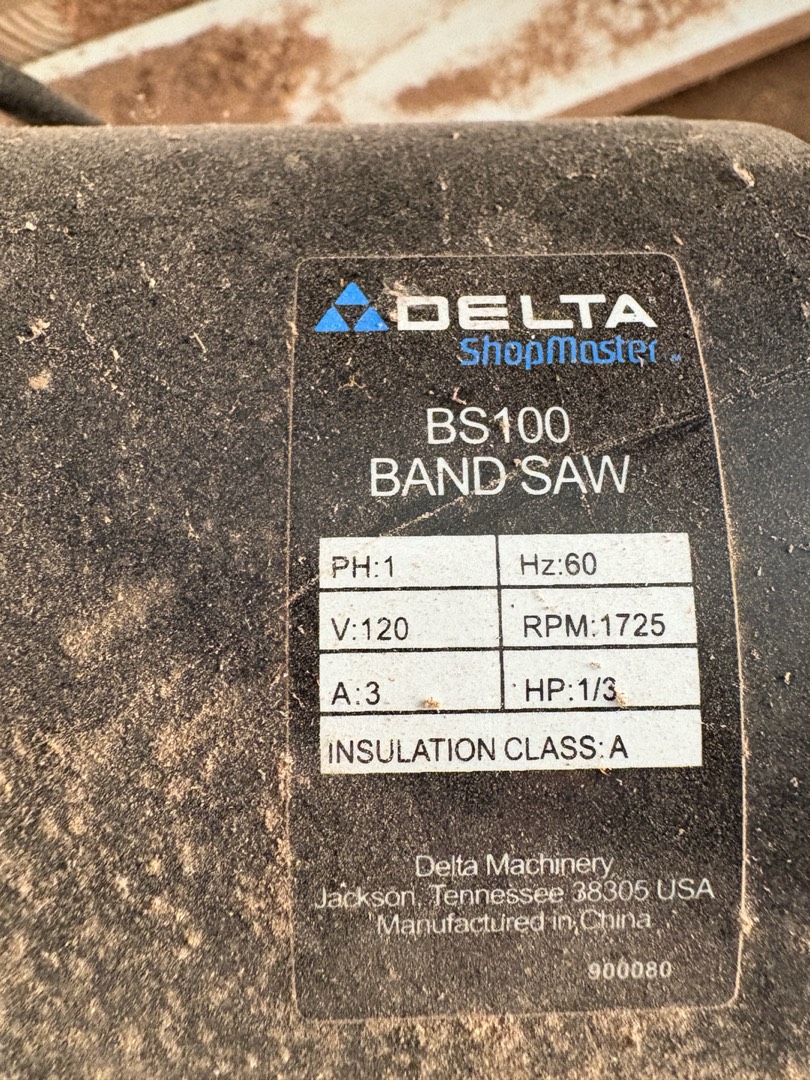 DELTA
ShopMaster
BS100
BAND SAW
PH:1 Hz:60
V:120 RPM:1725
A:3 HP:1/3
INSULATION CLASS: A
Delta Machinery
Jackson, Tennessee 38305 USA
Manufactured in China
900080